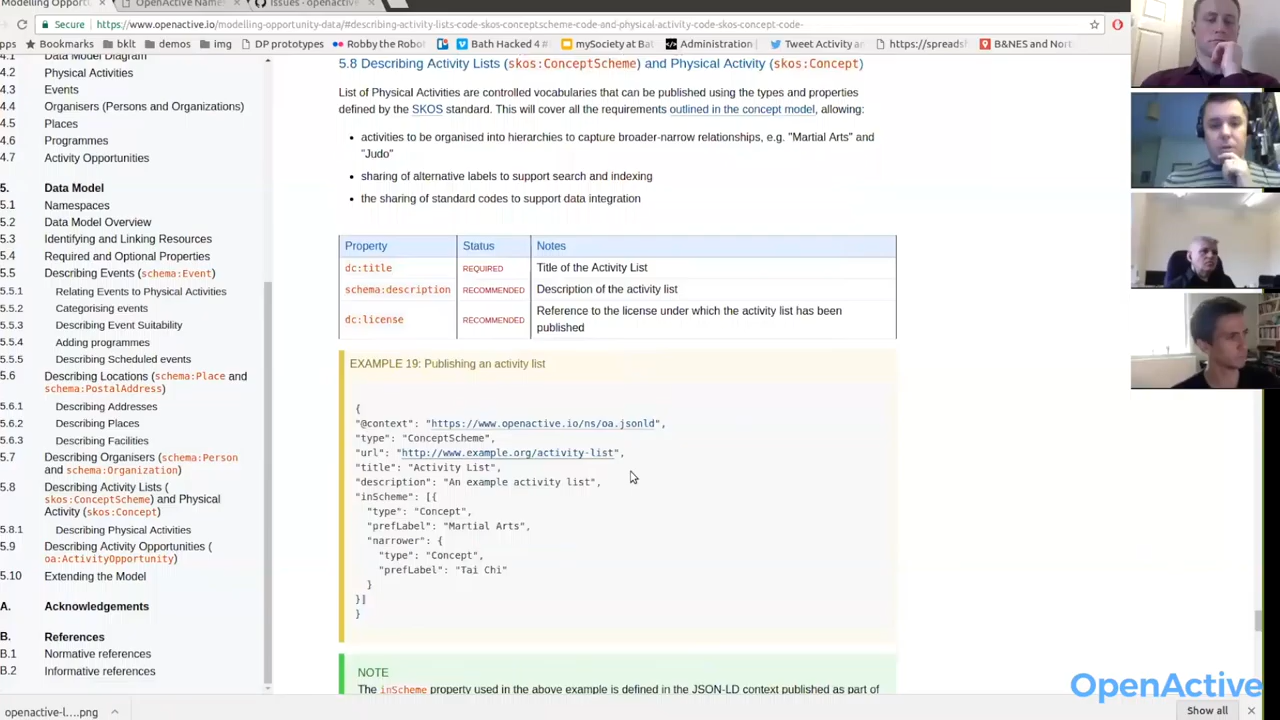 Modelling Opportu
OpenActive Names
Issues · openactive
Secure https://www.openactive.io/modelling-opportunity-data/#describing-activity-lists-code-skos-conceptscheme-code-and-physical-activity-code-skos-concept-code-
pps
Bookmarks
bklt
demos
img
DP prototypes
Robby the Robot
Bath Hacked 4 #
mySociety at Bat
Administration
Tweet Activity an
https://spreads
B&NES and Nort
4.1 Data Model Diagram
4.2 Physical Activities
4.3 Events
4.4 Organisers (Persons and Organizations)
4.5 Places
4.6 Programmes
4.7 Activity Opportunities
5. Data Model
5.1 Namespaces
5.2 Data Model Overview
5.3 Identifying and Linking Resources
5.4 Required and Optional Properties
5.5 Describing Events (schema:Event)
5.5.1 Relating Events to Physical Activities
5.5.2 Categorising events
5.5.3 Describing Event Suitability
5.5.4 Adding programmes
5.5.5 Describing Scheduled events
5.6 Describing Locations (schema:Place and
schema:PostalAddress)
5.6.1 Describing Addresses
5.6.2 Describing Places
5.6.3 Describing Facilities
5.7 Describing Organisers (schema:Person
and schema:Organization)
5.8 Describing Activity Lists (
skos:ConceptScheme) and Physical
Activity (skos:Concept)
5.8.1 Describing Physical Activities
5.9 Describing Activity Opportunities (
oa:ActivityOpportunity)
5.10 Extending the Model
A. Acknowledgements
B. References
B.1 Normative references
B.2 Informative references
5.8 Describing Activity Lists (skos:ConceptScheme) and Physical Activity (skos:Concept)
List of Physical Activities are controlled vocabularies that can be published using the types and properties
defined by the SKOS standard. This will cover all the requirements outlined in the concept model, allowing:
• activities to be organised into hierarchies to capture broader-narrow relationships, e.g. "Martial Arts" and
"Judo"
• sharing of alternative labels to support search and indexing
• the sharing of standard codes to support data integration
Property Status Notes
dc:title REQUIRED Title of the Activity List
schema:description RECOMMENDED Description of the activity list
dc:license RECOMMENDED Reference to the license under which the activity list has been
published
EXAMPLE 19: Publishing an activity list
{
"@context": "https://www.openactive.io/ns/oa.jsonld",
"type": "ConceptScheme",
"url": "http://www.example.org/activity-list",
"title": "Activity List",
"description": "An example activity list",
"inScheme": [{
"type": "Concept",
"prefLabel": "Martial Arts",
"narrower": {
"type": "Concept",
"prefLabel": "Tai Chi"
}
}]
}
NOTE
The inScheme property used in the above example is defined in the JSON-LD context published as part of
OpenActive
openactive-l....png
Show all